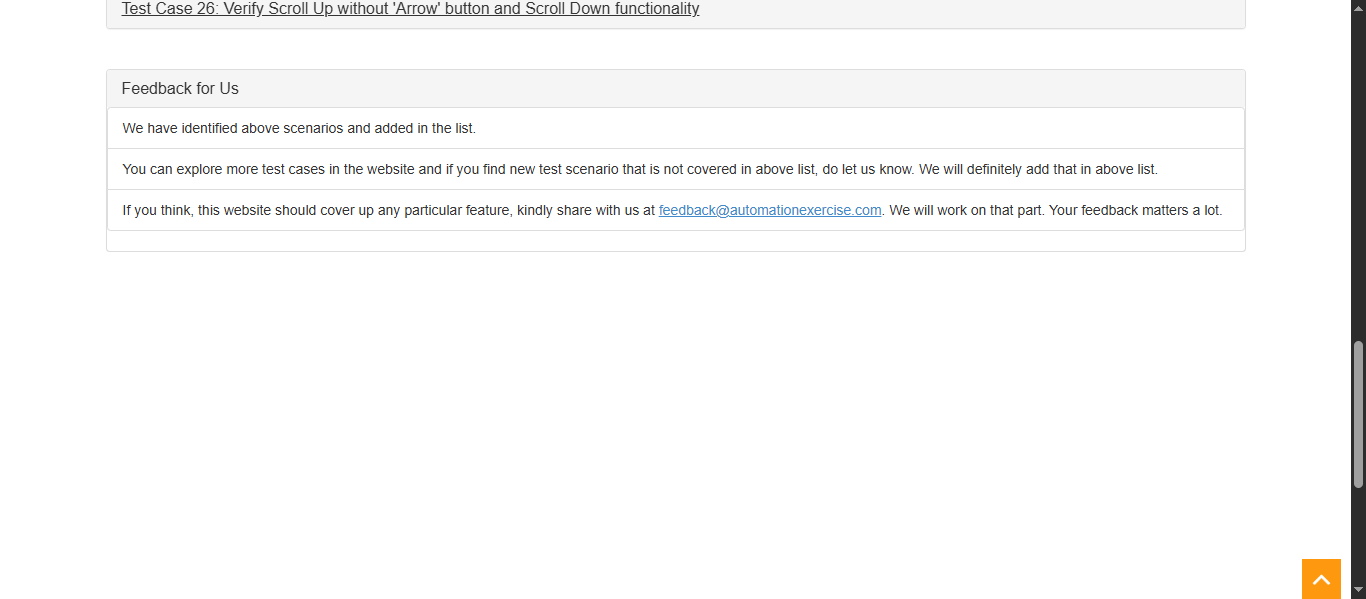 Test Case 26: Verify Scroll Up without 'Arrow' button and Scroll Down functionality
Feedback for Us
We have identified above scenarios and added in the list.
You can explore more test cases in the website and if you find new test scenario that is not covered in above list, do let us know. We will definitely add that in above list.
If you think, this website should cover up any particular feature, kindly share with us at feedback@automationexercise.com. We will work on that part. Your feedback matters a lot.